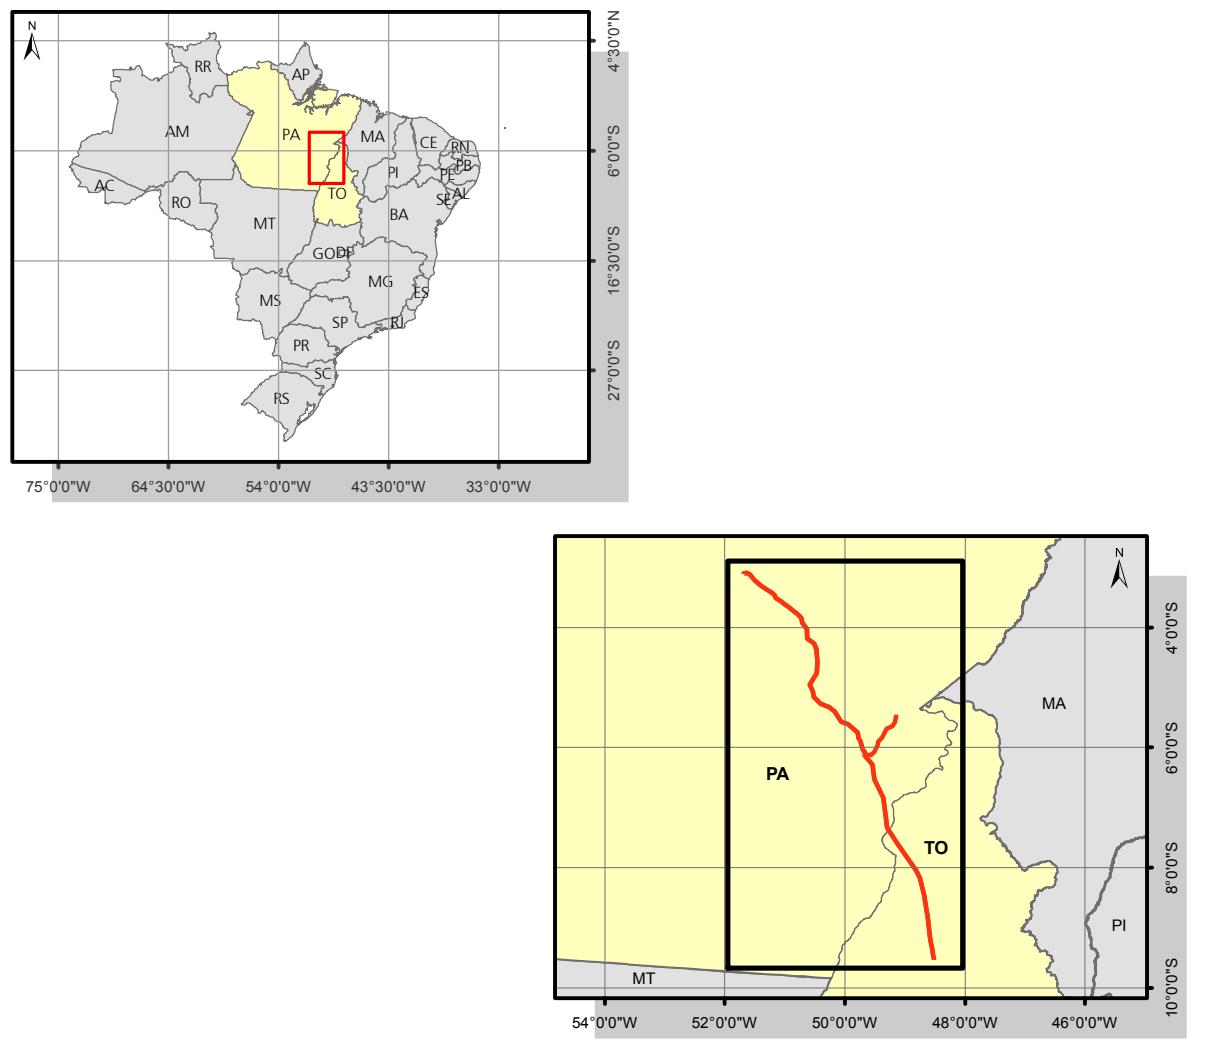 N
4°30'0"N
RR
AP
AM
PA
MA
CE
RN
PB
6°0'0"S
PI
PE
AC
TO
AL
SE
RO
BA
MT
GO
DF
16°30'0"S
MG
ES
MS
SP
RJ
PR
SC
27°0'0"S
RS
75°0'0"W 64°30'0"W 54°0'0"W 43°30'0"W 33°0'0"W
N
4°0'0"S
MA
6°0'0"S
PA
TO
8°0'0"S
PI
MT
10°0'0"S
54°0'0"W 52°0'0"W 50°0'0"W 48°0'0"W 46°0'0"W